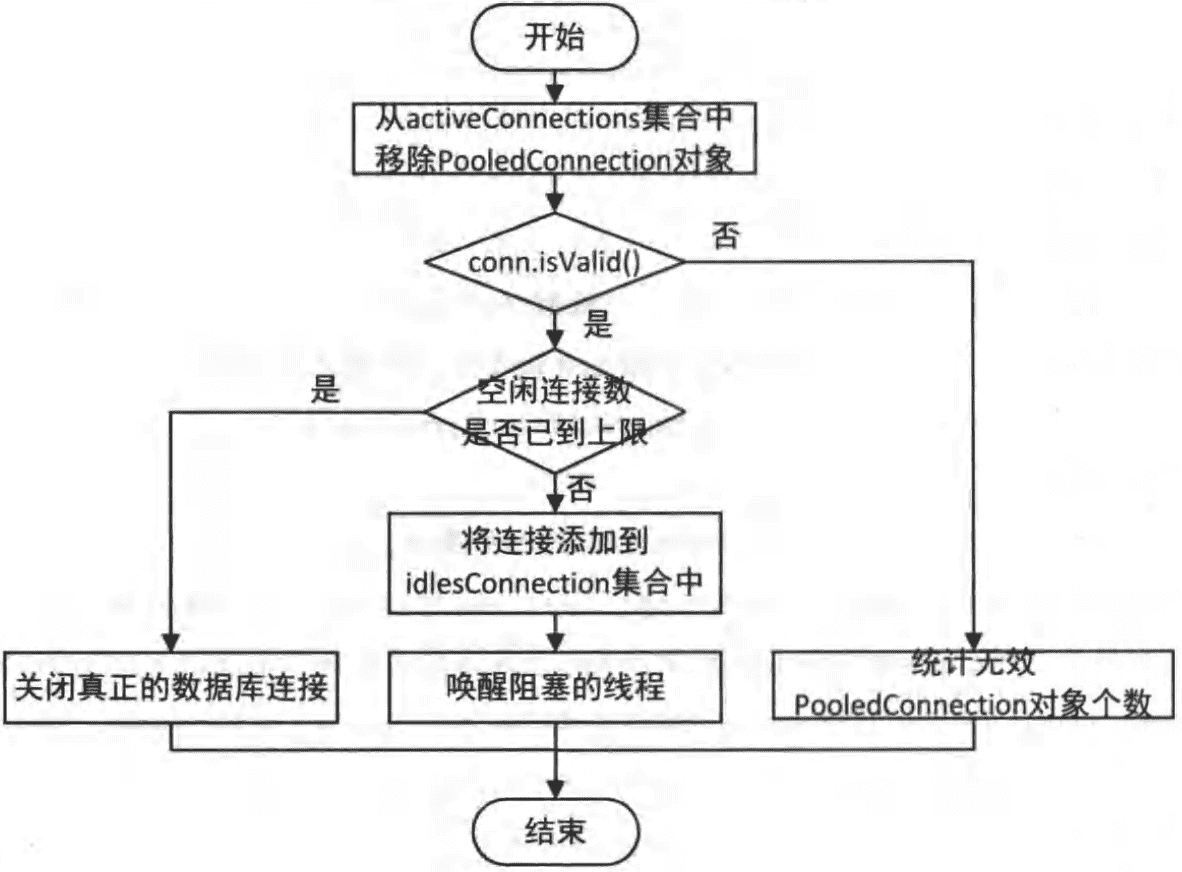 开始
从activeConnections集合中
移除PooledConnection对象
conn.isValid()
否
是
空闲连接数
是否已到上限
是
否
将连接添加到
idlesConnection集合中
关闭真正的数据库连接
唤醒阻塞的线程
统计无效
PooledConnection对象个数
结束